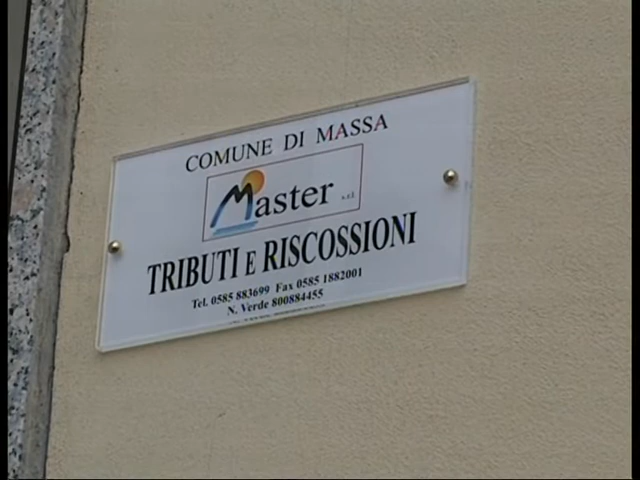 COMUNE DI MASSA
Master s.r.l.
TRIBUTI E RISCOSSIONI
Tel. 0585 883699 Fax 0585 1882001
N. Verde 800884455